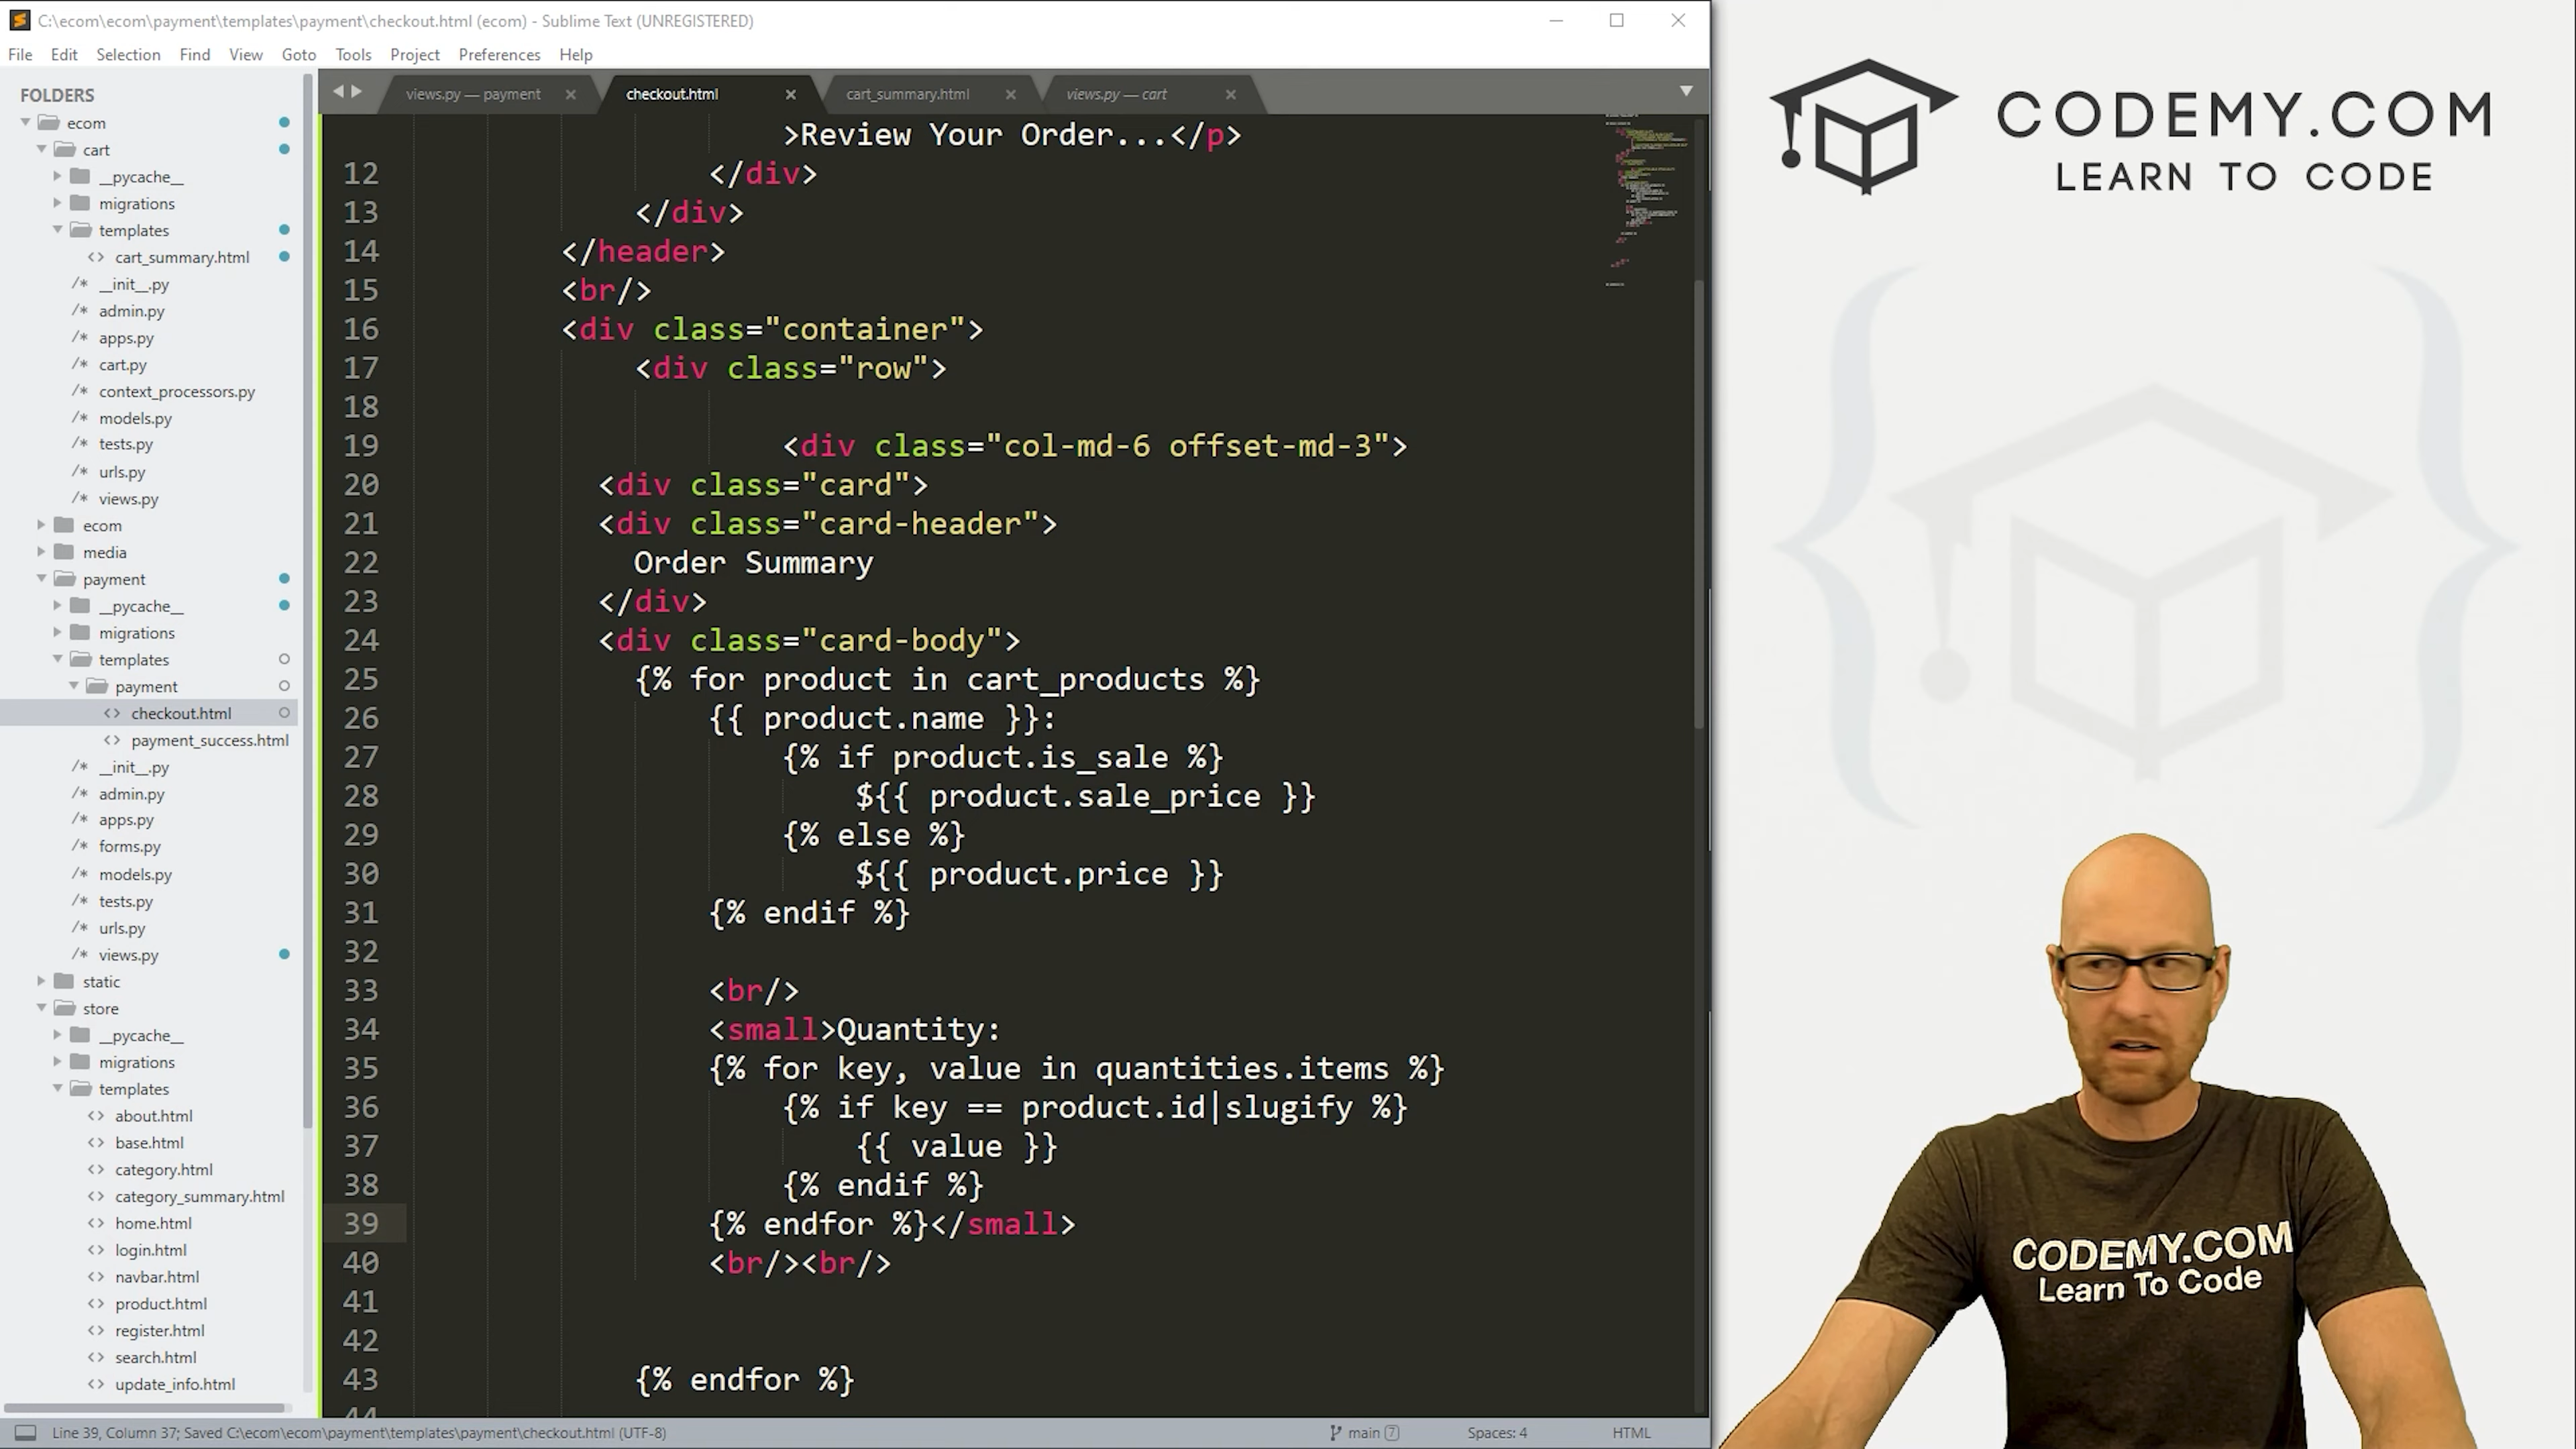 C:\ecom\ecom\payment\templates\payment\checkout.html (ecom) - Sublime Text (UNREGISTERED)
File Edit Selection Find View Goto Tools Project Preferences Help
FOLDERS
ecom
cart
__pycache__
migrations
templates
<> cart_summary.html
/* __init__.py
/* admin.py
/* apps.py
/* cart.py
/* context_processors.py
/* models.py
/* tests.py
/* urls.py
/* views.py
ecom
media
payment
__pycache__
migrations
templates
payment
<> checkout.html
<> payment_success.html
/* __init__.py
/* admin.py
/* apps.py
/* forms.py
/* models.py
/* tests.py
/* urls.py
/* views.py
static
store
__pycache__
migrations
templates
<> about.html
<> base.html
<> category.html
<> category_summary.html
<> home.html
<> login.html
<> navbar.html
<> product.html
<> register.html
<> search.html
<> update_info.html
views.py — payment
checkout.html
cart_summary.html
views.py — cart
>Review Your Order...</p>
12 </div>
13 </div>
14 </header>
15 <br/>
16 <div class="container">
17 <div class="row">
18
19 <div class="col-md-6 offset-md-3">
20 <div class="card">
21 <div class="card-header">
22 Order Summary
23 </div>
24 <div class="card-body">
25 {% for product in cart_products %}
26 {{ product.name }}:
27 {% if product.is_sale %}
28 ${{ product.sale_price }}
29 {% else %}
30 ${{ product.price }}
31 {% endif %}
32
33 <br/>
34 <small>Quantity:
35 {% for key, value in quantities.items %}
36 {% if key == product.id|slugify %}
37 {{ value }}
38 {% endif %}
39 {% endfor %}</small>
40 <br/><br/>
41
42
43 {% endfor %}
44
Line 39, Column 37; Saved C:\ecom\ecom\payment\templates\payment\checkout.html (UTF-8)
main 7
Spaces: 4
HTML
CODEMY.COM
LEARN TO CODE
CODEMY.COM
Learn To Code